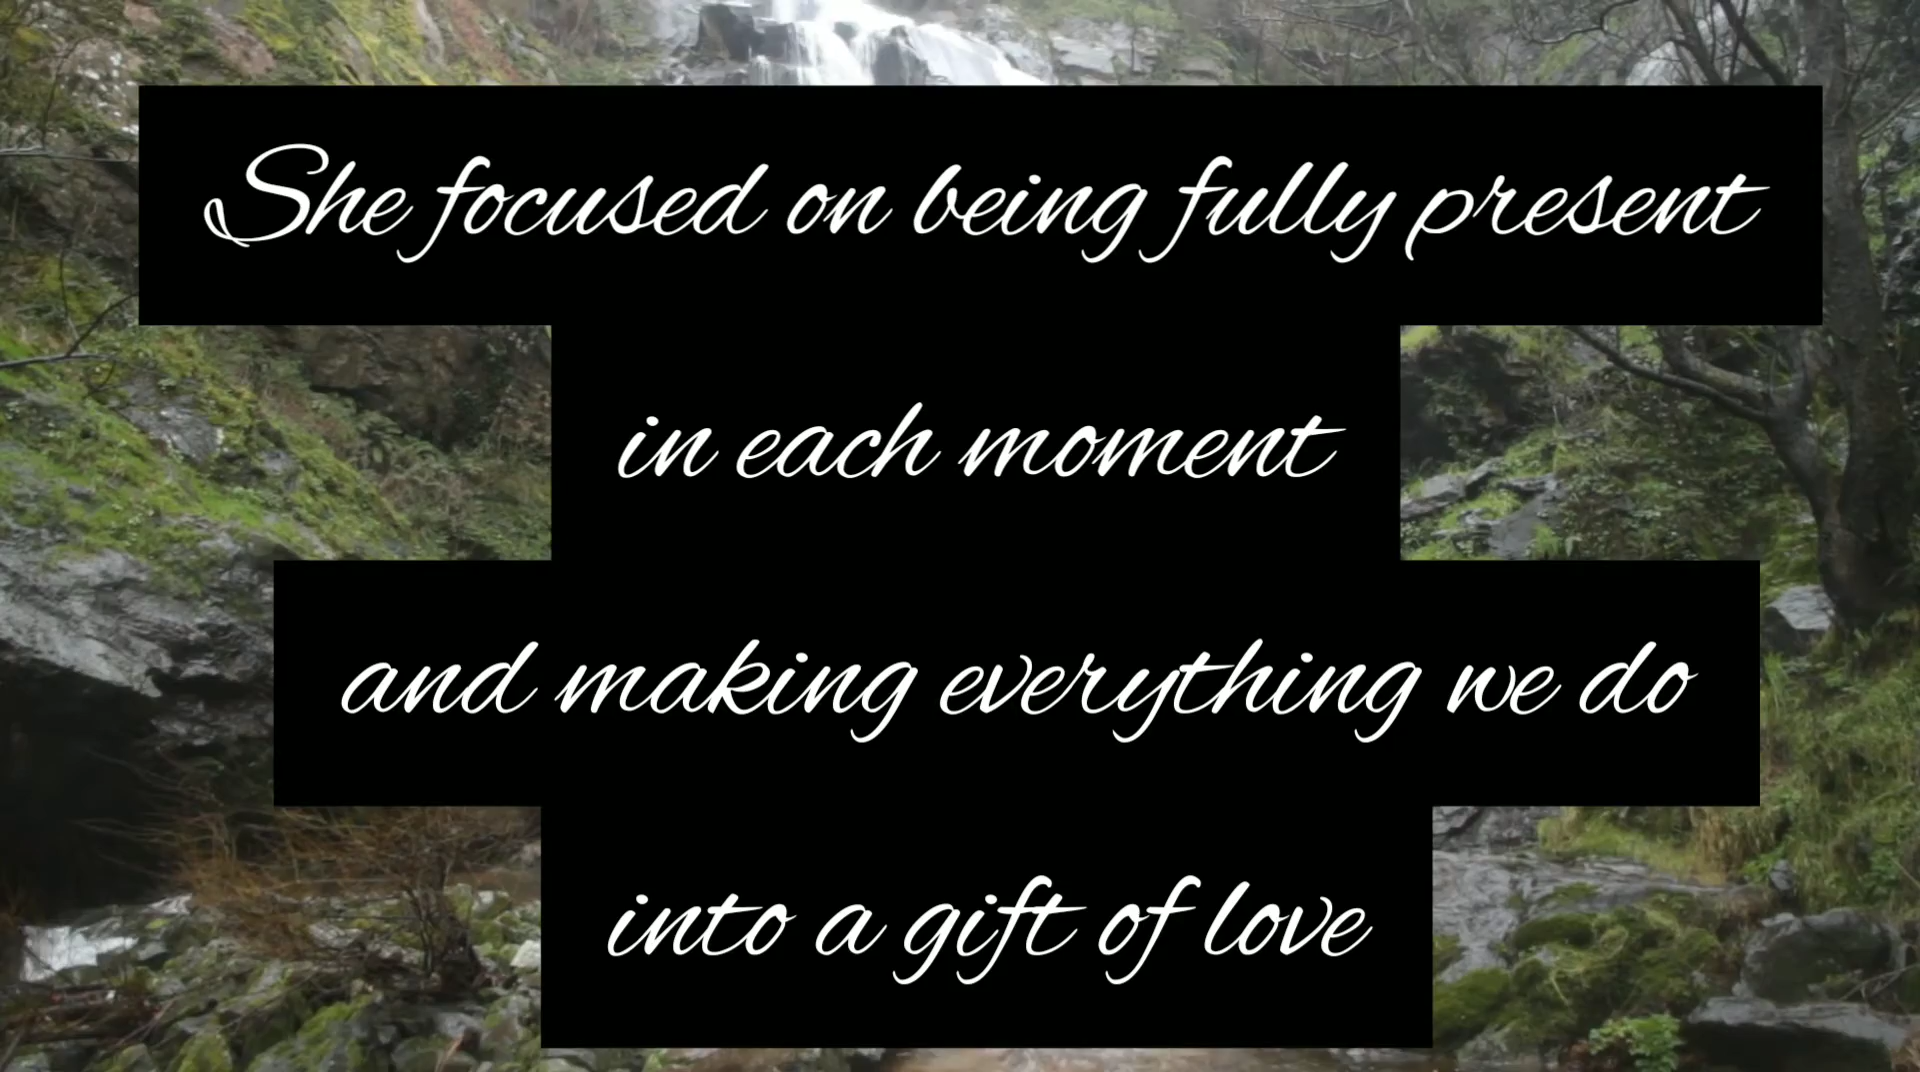 She focused on being fully present
in each moment
and making everything we do
into a gift of love